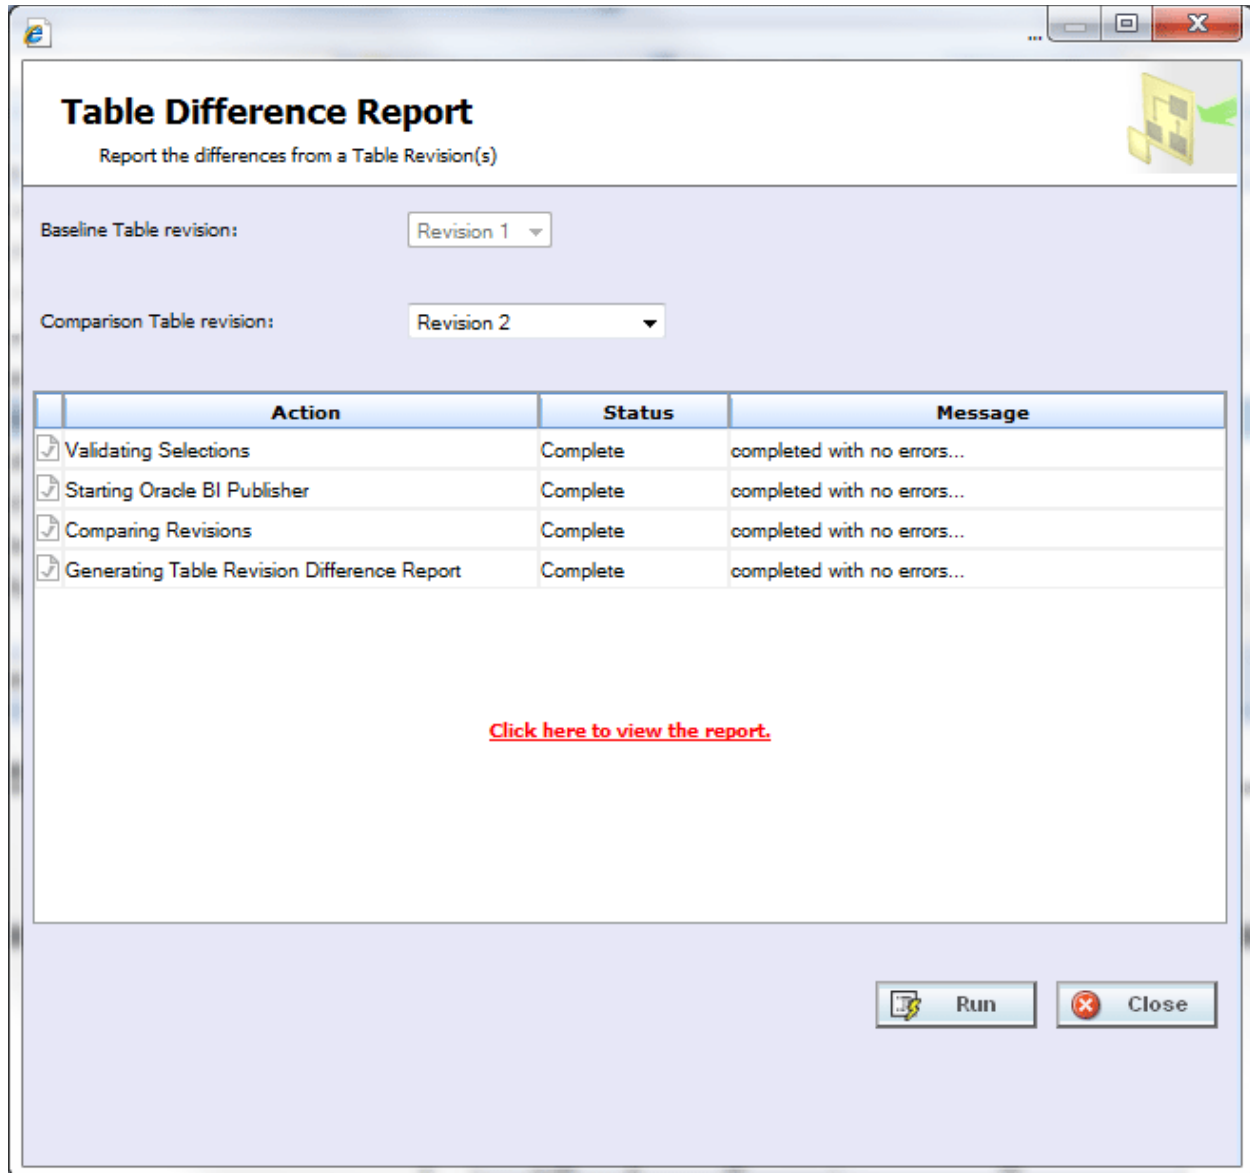 ...
Table Difference Report
Report the differences from a Table Revision(s)
Baseline Table revision: Revision 1
Comparison Table revision: Revision 2
Action Status Message
Validating Selections Complete completed with no errors...
Starting Oracle BI Publisher Complete completed with no errors...
Comparing Revisions Complete completed with no errors...
Generating Table Revision Difference Report Complete completed with no errors...
Click here to view the report.
Run Close